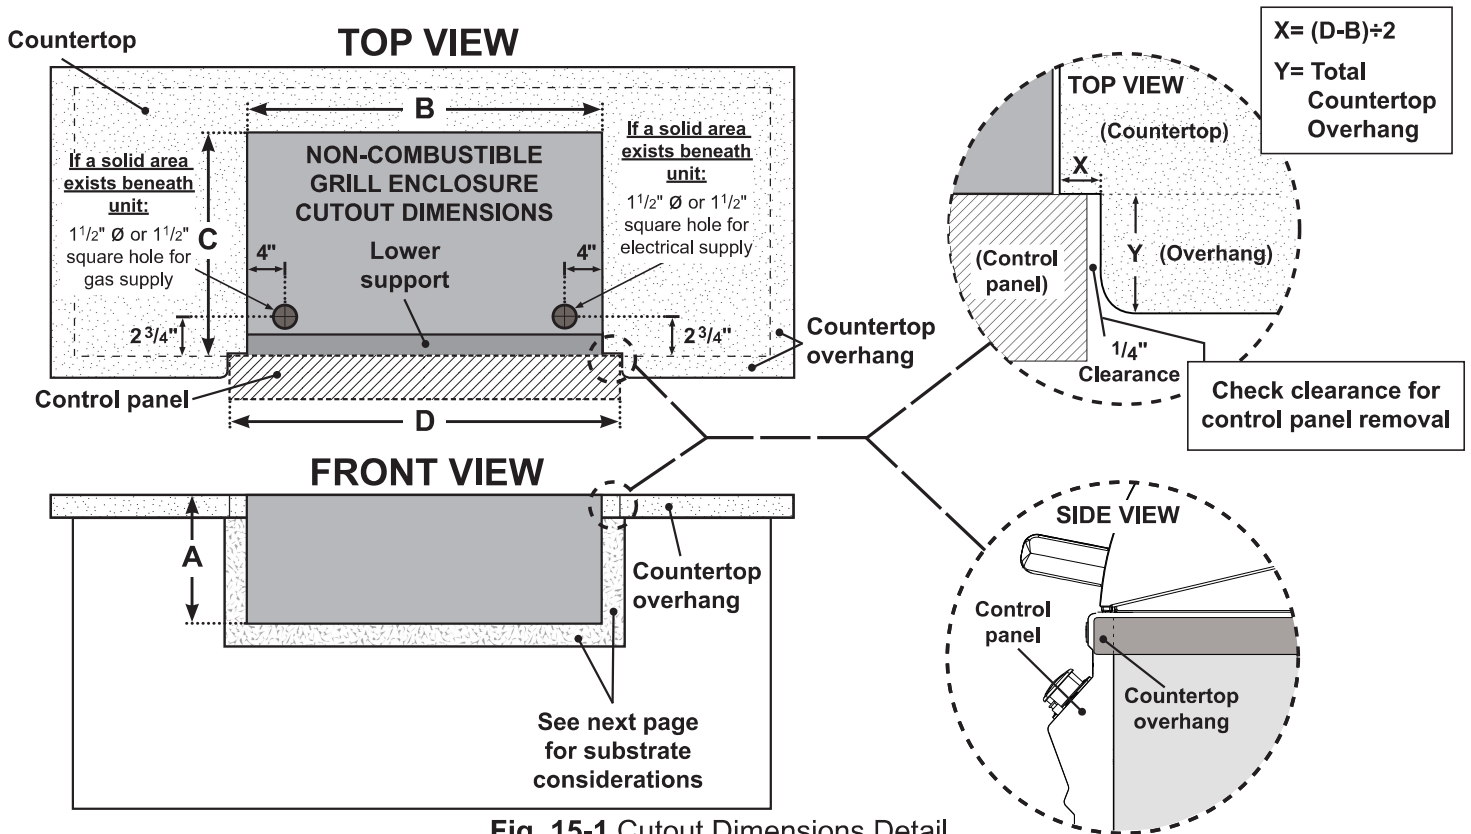 Countertop
TOP VIEW
B
If a solid area
exists beneath
unit:
1 1/2" Ø or 1 1/2"
square hole for
gas supply
C
NON-COMBUSTIBLE
GRILL ENCLOSURE
CUTOUT DIMENSIONS
Lower
support
4"
4"
If a solid area
exists beneath
unit:
1 1/2" Ø or 1 1/2"
square hole for
electrical supply
2 3/4"
2 3/4"
Countertop
overhang
Control panel
D
TOP VIEW
(Countertop)
X
(Control
panel)
Y
(Overhang)
1/4"
Clearance
X= (D-B)÷2
Y= Total
Countertop
Overhang
Check clearance for
control panel removal
FRONT VIEW
A
Countertop
overhang
See next page
for substrate
considerations
SIDE VIEW
Control
panel
Countertop
overhang
Fig. 15-1 Cutout Dimensions Detail